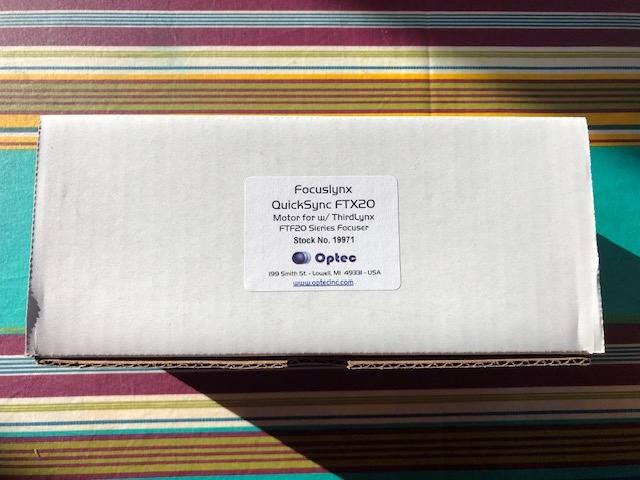 Focuslynx
QuickSync FTX20
Motor for w/ ThirdLynx
FTF20 Sieries Focuser
Stock No. 19971
Optec
199 Smith St. - Lowell, MI 49331 - USA
www.optecinc.com